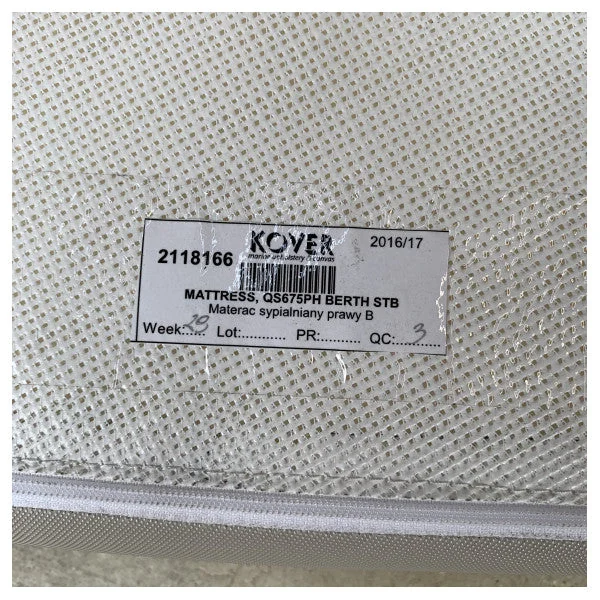 KOVER
marine upholstery & canvas
2016/17
2118166
MATTRESS, QS675PH BERTH STB
Materac sypialniany prawy B
Week:..... Lot:............ PR:........... QC:....3.......